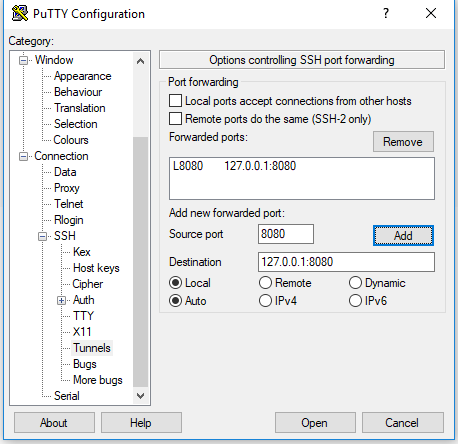 PuTTY Configuration
Category:
Window
Appearance
Behaviour
Translation
Selection
Colours
Connection
Data
Proxy
Telnet
Rlogin
SSH
Kex
Host keys
Cipher
Auth
TTY
X11
Tunnels
Bugs
More bugs
Serial
Options controlling SSH port forwarding
Port forwarding
Local ports accept connections from other hosts
Remote ports do the same (SSH-2 only)
Forwarded ports: Remove
L8080 127.0.0.1:8080
Add new forwarded port:
Source port 8080 Add
Destination 127.0.0.1:8080
Local Remote Dynamic
Auto IPv4 IPv6
About Help Open Cancel